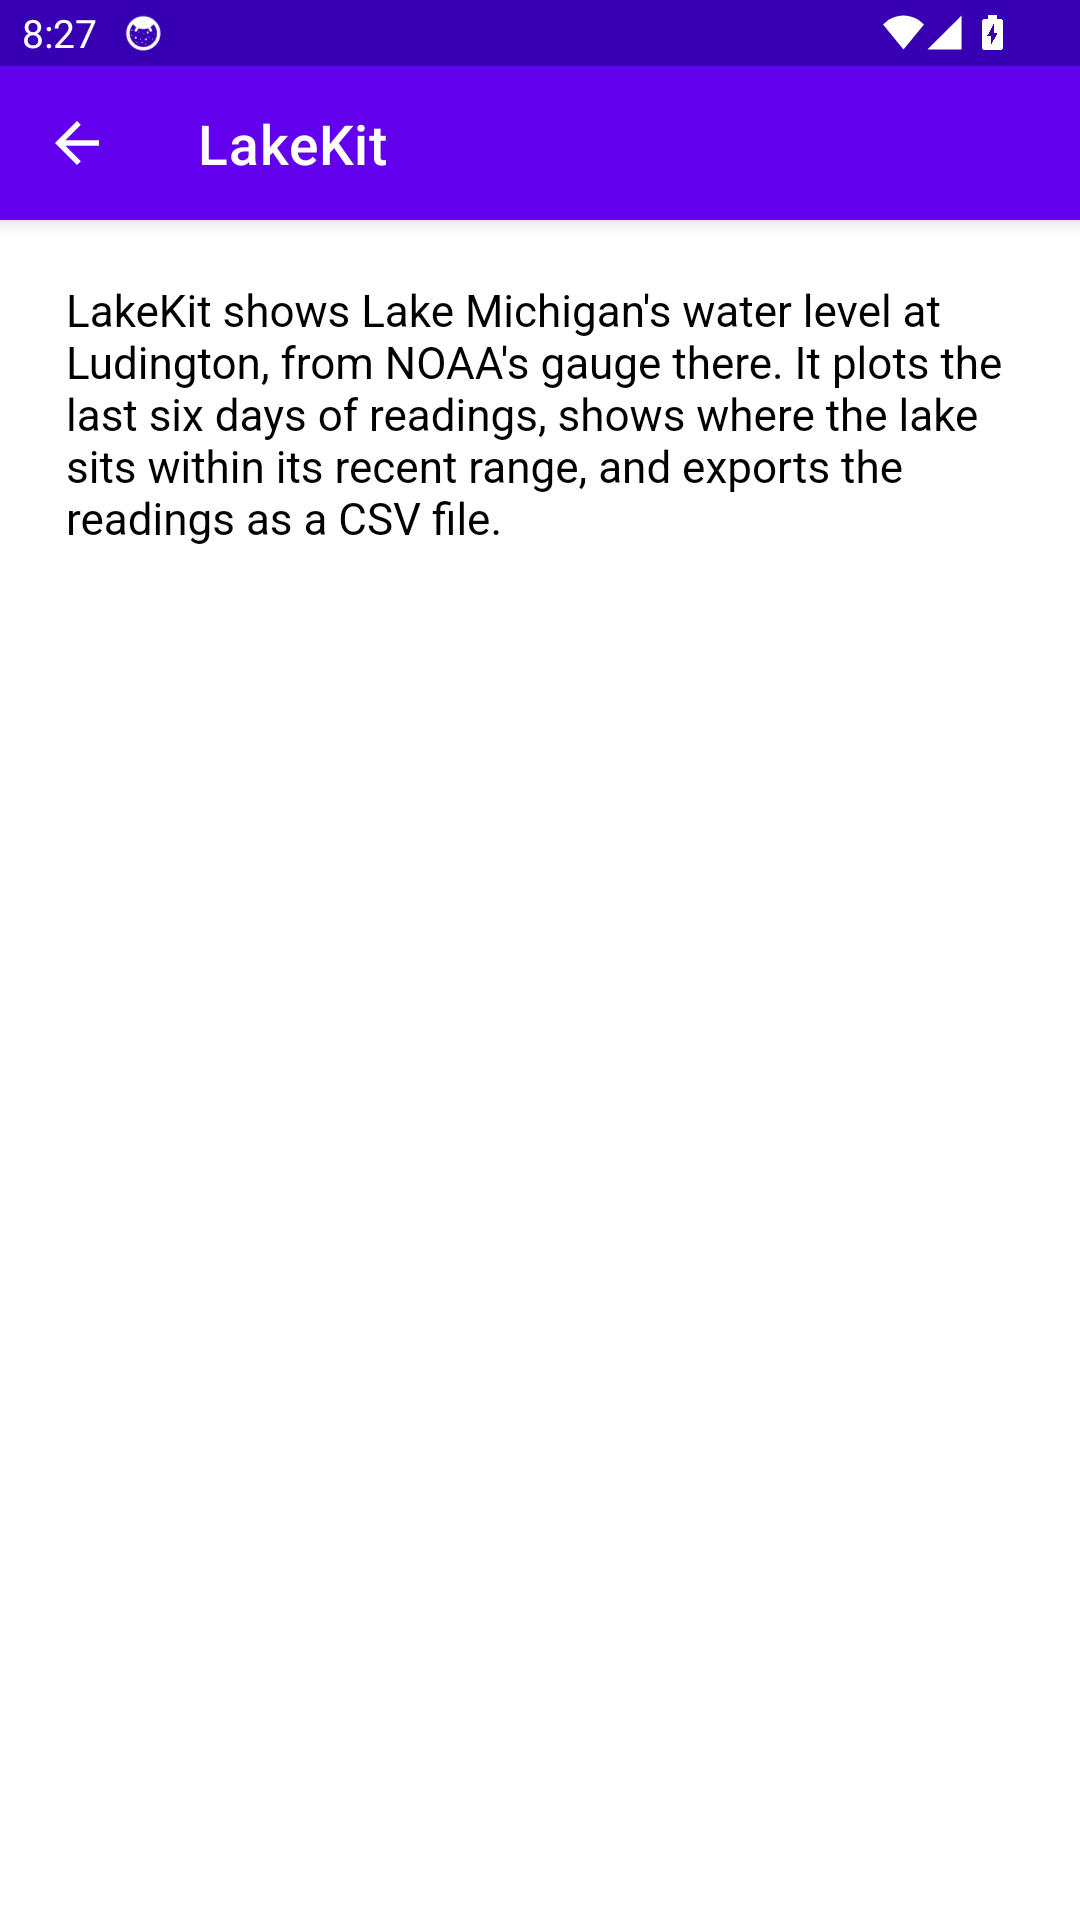 8:27
LakeKit
LakeKit shows Lake Michigan's water level at
Ludington, from NOAA's gauge there. It plots the
last six days of readings, shows where the lake
sits within its recent range, and exports the
readings as a CSV file.